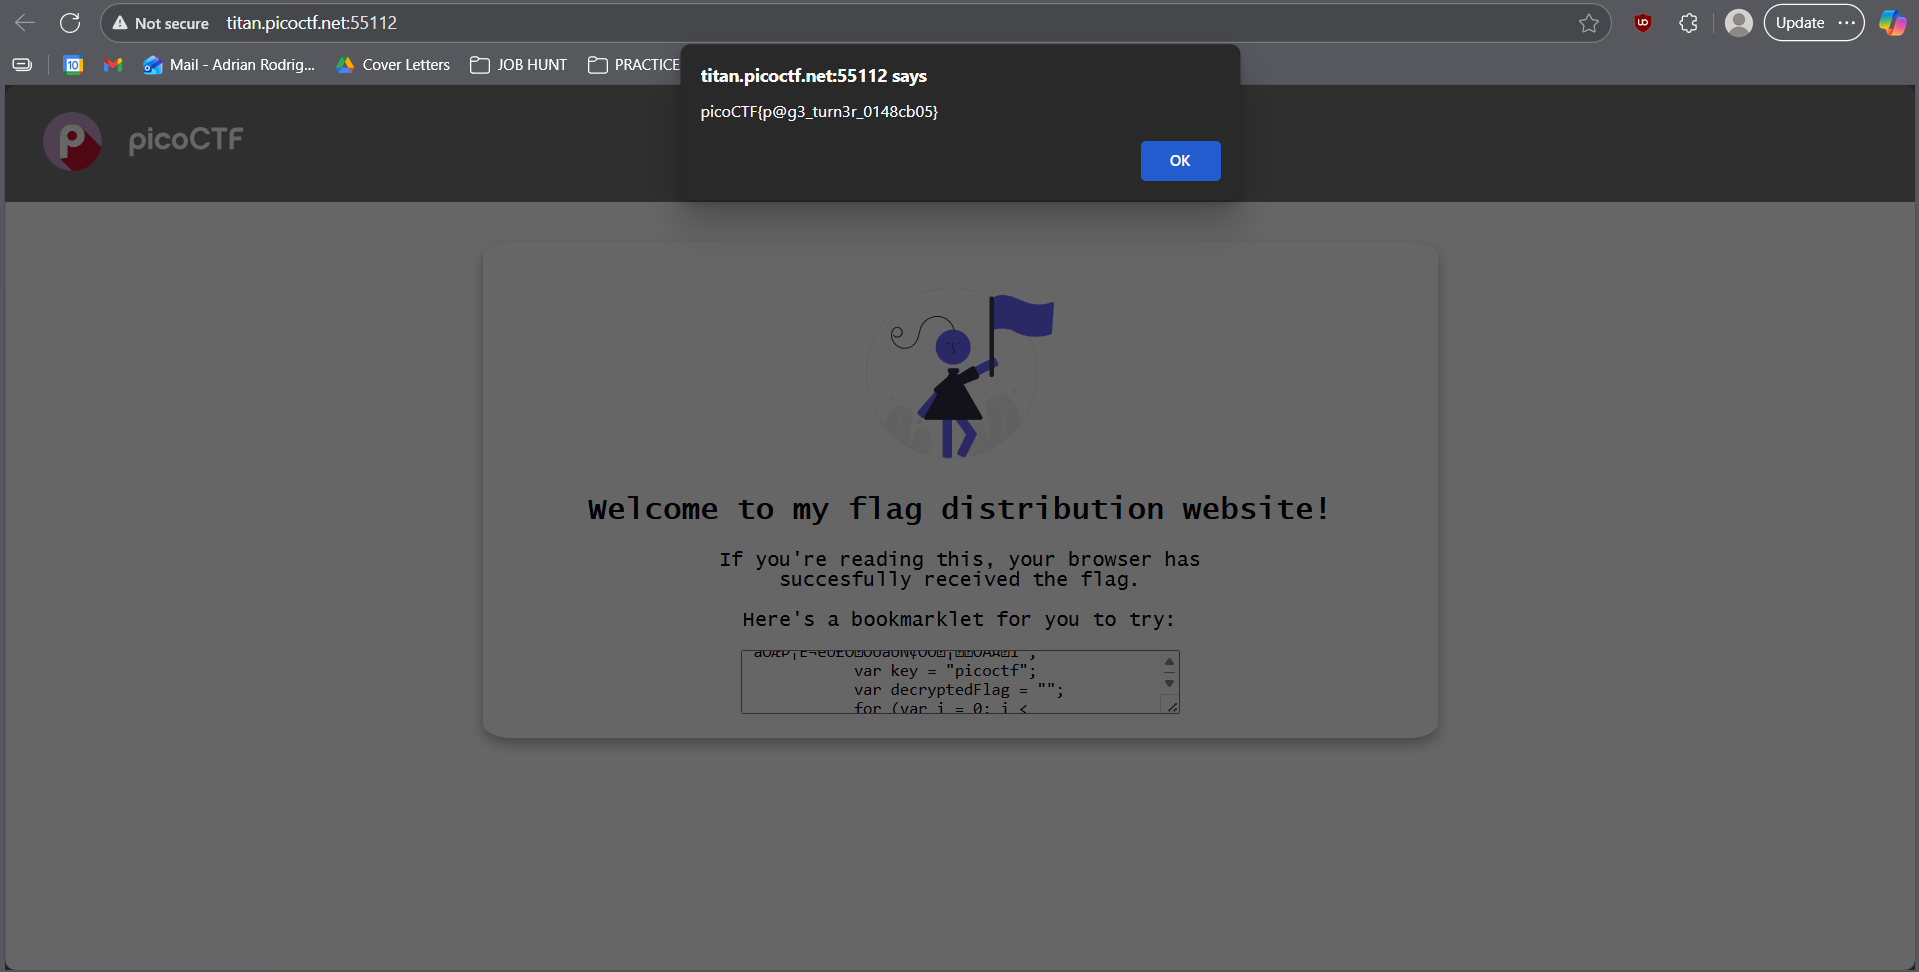 Not secure titan.picoctf.net:55112 Update
10 Mail - Adrian Rodrig... Cover Letters JOB HUNT PRACTICE
titan.picoctf.net:55112 says
picoCTF{p@g3_turn3r_0148cb05}
OK
picoCTF
Welcome to my flag distribution website!
If you're reading this, your browser has
succesfully received the flag.
Here's a bookmarklet for you to try:
var key = "picoctf";
var decryptedFlag = "";
for (var i = 0; i <